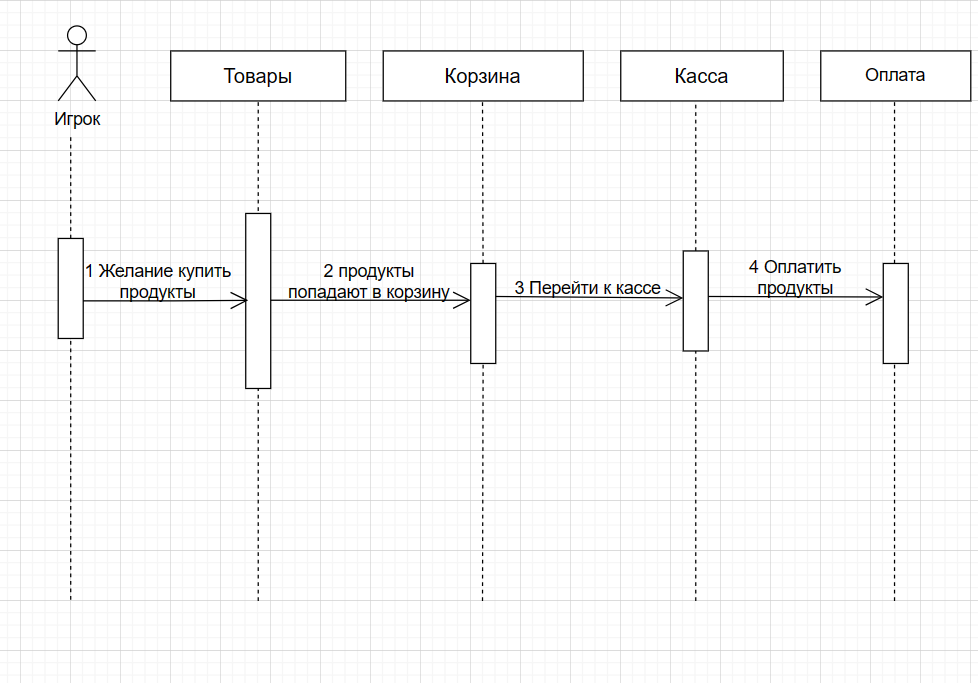 Игрок
Товары
Корзина
Касса
Оплата
1 Желание купить
продукты
2 продукты
попадают в корзину
3 Перейти к кассе
4 Оплатить
продукты